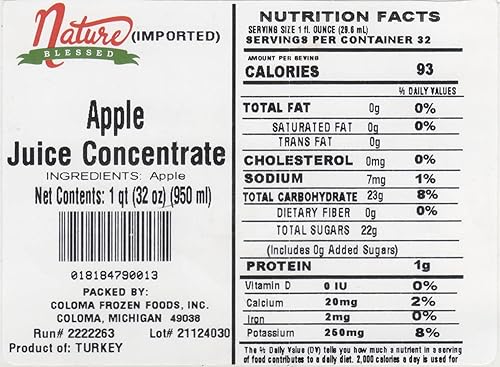 Nature (IMPORTED)
BLESSED
Apple
Juice Concentrate
INGREDIENTS: Apple
Net Contents: 1 qt (32 oz) (950 ml)
018184790013
PACKED BY:
COLOMA FROZEN FOODS, INC.
COLOMA, MICHIGAN 49038
Run# 2222263 Lot# 21124030
Product of: TURKEY
NUTRITION FACTS
SERVING SIZE 1 fl. OUNCE (29.6 mL)
SERVINGS PER CONTAINER 32
AMOUNT PER SEVING
CALORIES 93
% DAILY VALUES
TOTAL FAT 0g 0%
SATURATED FAT 0g 0%
TRANS FAT 0g
CHOLESTEROL 0mg 0%
SODIUM 7mg 1%
TOTAL CARBOHYDRATE 23g 8%
DIETARY FIBER 0g 0%
TOTAL SUGARS 22g
(Includes 0g Added Sugars)
PROTEIN 1g
Vitamin D 0 IU 0%
Calcium 20mg 2%
Iron 2mg 0%
Potassium 260mg 8%
The % Daily Value (DV) tells you how much a nutrient in a serving
of food contributes to a daily diet. 2,000 calories a day is used for